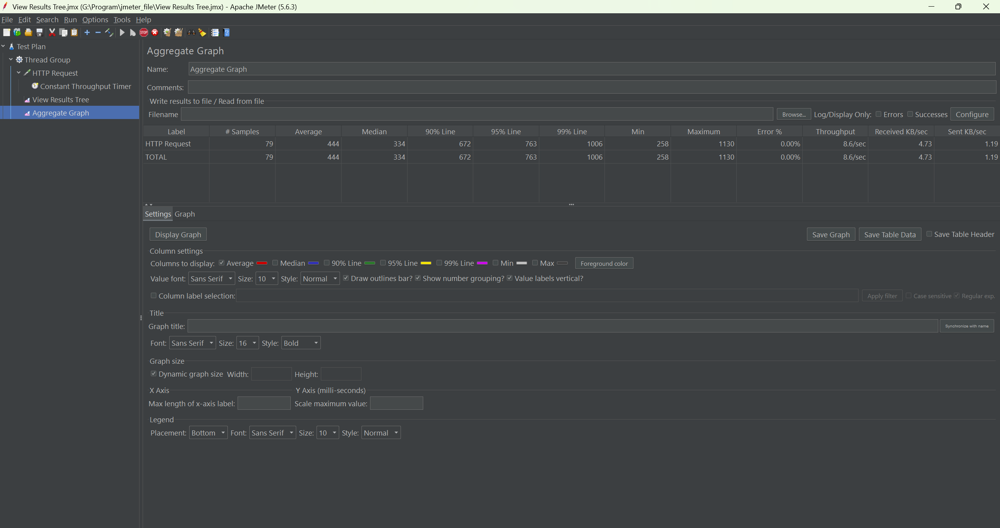 View Results Tree.jmx (G:\Program\jmeter_file\View Results Tree.jmx) - Apache JMeter (5.6.3)
File Edit Search Run Options Tools Help
STOP
Test Plan
Thread Group
HTTP Request
Constant Throughput Timer
View Results Tree
Aggregate Graph
Aggregate Graph
Name: Aggregate Graph
Comments:
Write results to file / Read from file
Filename Browse... Log/Display Only: Errors Successes Configure
Label # Samples Average Median 90% Line 95% Line 99% Line Min Maximum Error % Throughput Received KB/sec Sent KB/sec
HTTP Request 79 444 334 672 763 1006 258 1130 0.00% 8.6/sec 4.73 1.19
TOTAL 79 444 334 672 763 1006 258 1130 0.00% 8.6/sec 4.73 1.19
Settings Graph
Display Graph Save Graph Save Table Data Save Table Header
Column settings
Columns to display: Average Median 90% Line 95% Line 99% Line Min Max Foreground color
Value font: Sans Serif Size: 10 Style: Normal Draw outlines bar? Show number grouping? Value labels vertical?
Column label selection: Apply filter Case sensitive Regular exp.
Title
Graph title: Synchronize with name
Font: Sans Serif Size: 16 Style: Bold
Graph size
Dynamic graph size Width: Height:
X Axis Y Axis (milli-seconds)
Max length of x-axis label: Scale maximum value:
Legend
Placement: Bottom Font: Sans Serif Size: 10 Style: Normal